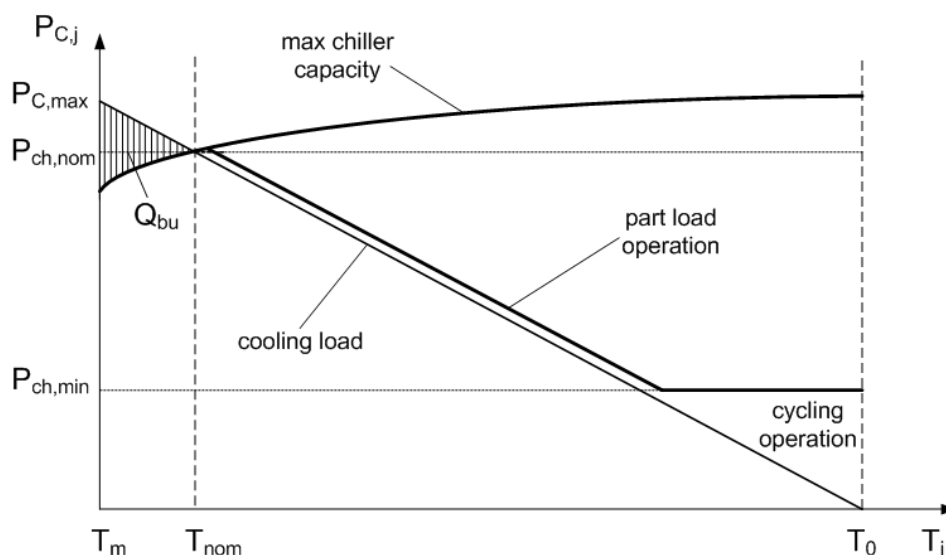 P_C,j
max chiller
capacity
P_C,max
P_ch,nom
Q_bu
part load
operation
cooling load
P_ch,min
cycling
operation
T_m
T_nom
T_0
T_j